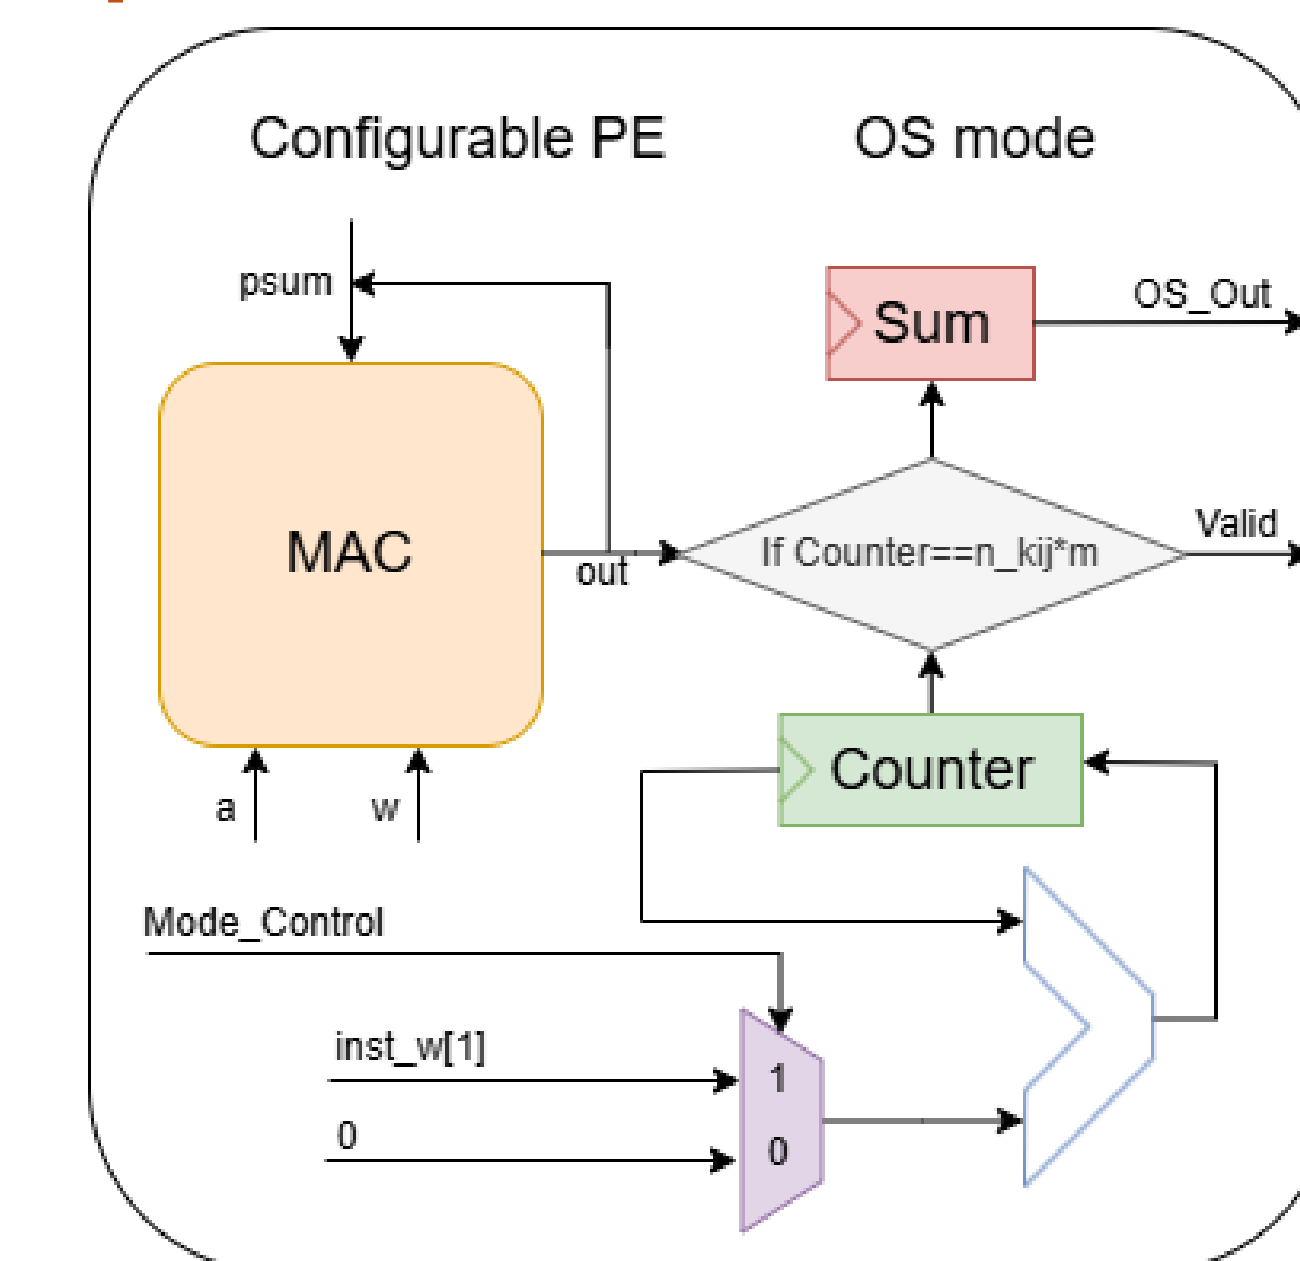 Configurable PE
OS mode
psum
OS_Out
Sum
Valid
MAC
If Counter==n_kij*m
out
Counter
a
w
Mode_Control
inst_w[1]
1
0
0